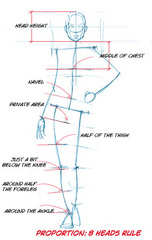 HEAD HEIGHT
MIDDLE OF CHEST
NAVEL
PRIVATE AREA
HALF OF THE THIGH
JUST A BIT
BELOW THE KNEE
AROUND HALF
THE FORELEG
AROUND THE ANKLE
PROPORTION: 8 HEADS RULE